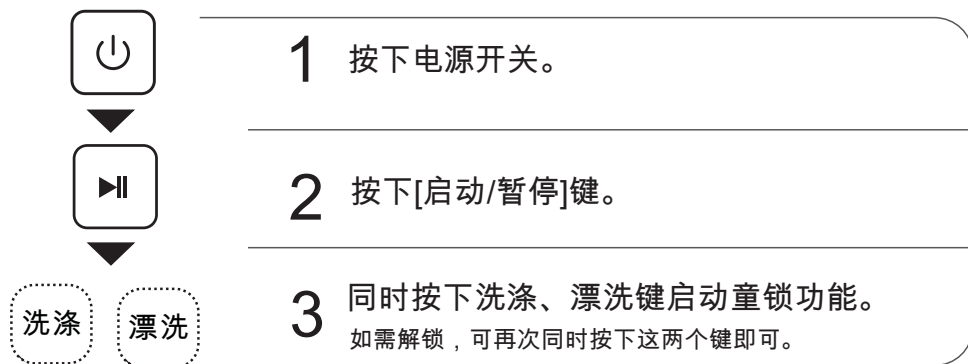 1 按下电源开关。
2 按下[启动/暂停]键。
洗涤 漂洗
3 同时按下洗涤、漂洗键启动童锁功能。
如需解锁，可再次同时按下这两个键即可。